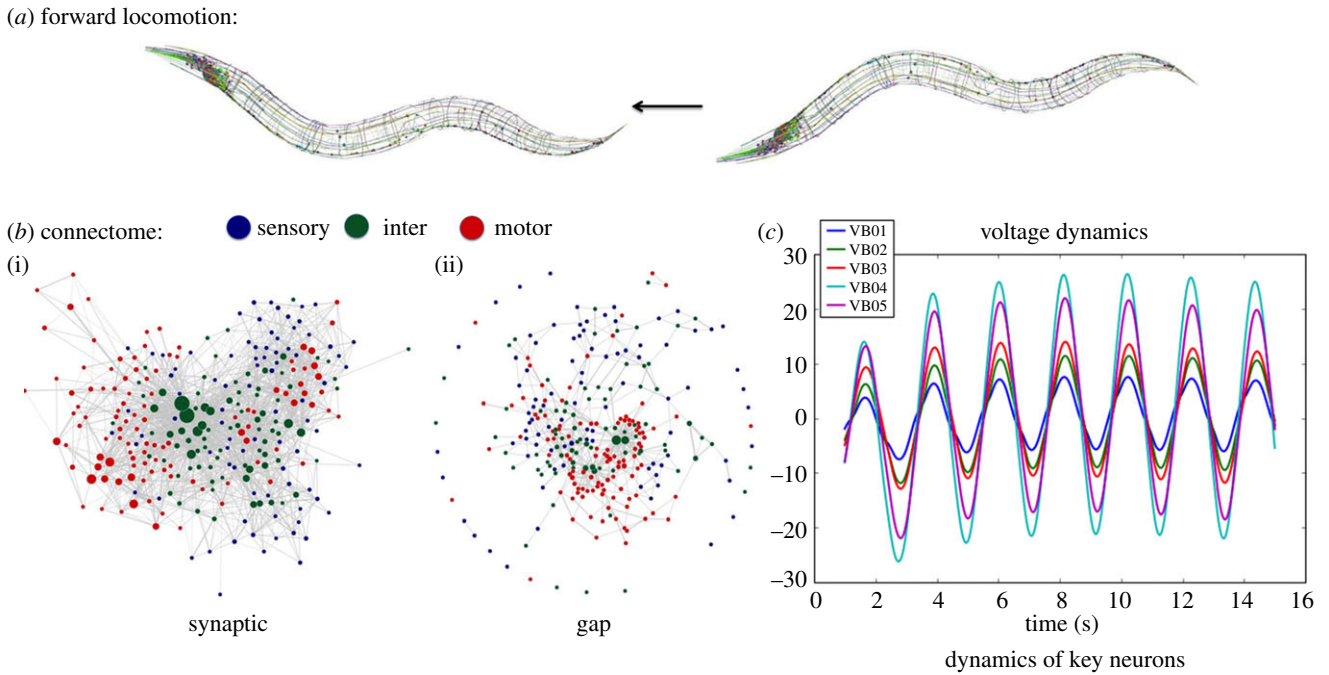 (a) forward locomotion:
(b) connectome:
sensory
inter
motor
(i)
(ii)
synaptic
gap
(c)
voltage dynamics
VB01
VB02
VB03
VB04
VB05
30
20
10
0
–10
–20
–30
0 2 4 6 8 10 12 14 16
time (s)
dynamics of key neurons